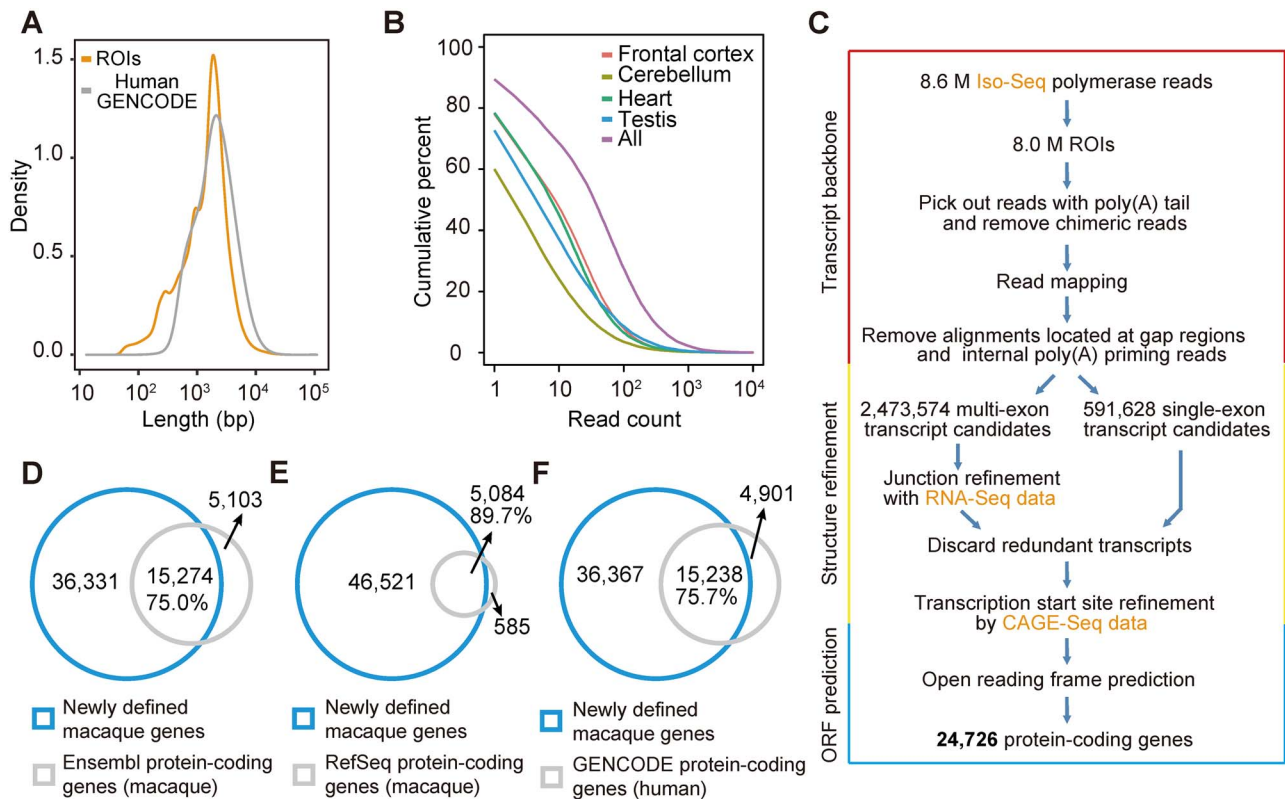 A
1.5
1.0
0.5
0.0
Density
ROIs
Human
GENCODE
10
10²
10³
10⁴
10⁵
Length (bp)
B
100
80
60
40
20
0
Cumulative percent
Frontal cortex
Cerebellum
Heart
Testis
All
1
10
10²
10³
10⁴
Read count
C
Transcript backbone
8.6 M Iso-Seq polymerase reads
8.0 M ROIs
Pick out reads with poly(A) tail
and remove chimeric reads
Read mapping
Remove alignments located at gap regions
and internal poly(A) priming reads
Structure refinement
2,473,574 multi-exon
transcript candidates
591,628 single-exon
transcript candidates
Junction refinement
with RNA-Seq data
Discard redundant transcripts
Transcription start site refinement
by CAGE-Seq data
ORF prediction
Open reading frame prediction
24,726 protein-coding genes
D
5,103
36,331
15,274
75.0%
Newly defined
macaque genes
Ensembl protein-coding
genes (macaque)
E
5,084
89.7%
46,521
585
Newly defined
macaque genes
RefSeq protein-coding
genes (macaque)
F
4,901
36,367
15,238
75.7%
Newly defined
macaque genes
GENCODE protein-coding
genes (human)